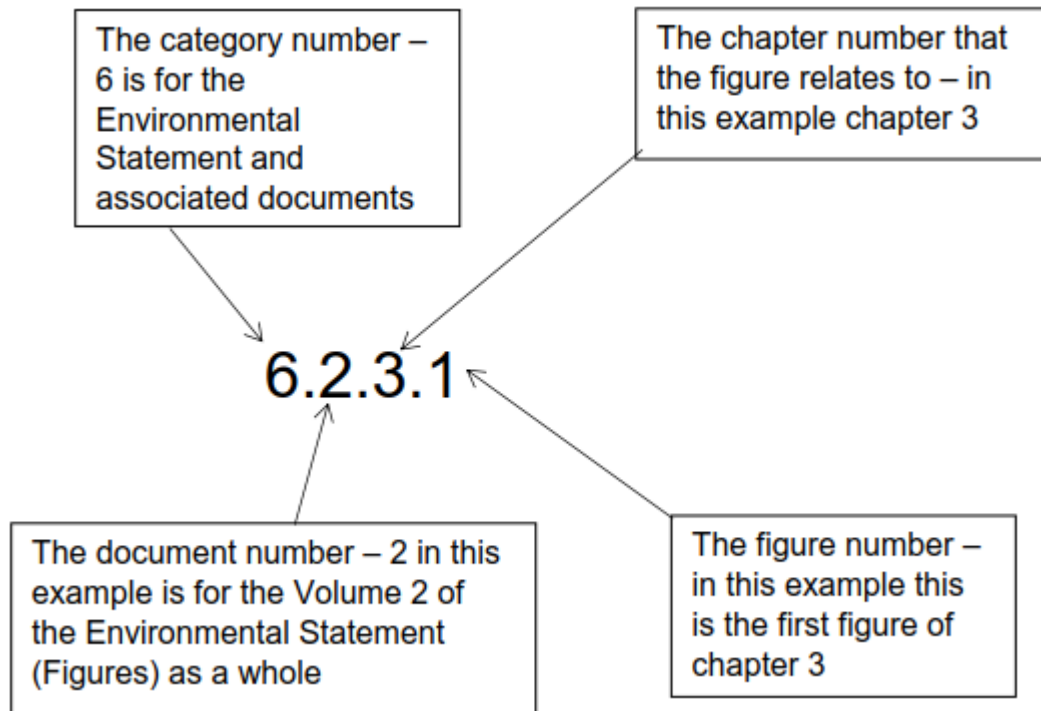 The category number –
6 is for the
Environmental
Statement and
associated documents
The chapter number that
the figure relates to – in
this example chapter 3
6.2.3.1
The document number – 2 in this
example is for the Volume 2 of
the Environmental Statement
(Figures) as a whole
The figure number –
in this example this
is the first figure of
chapter 3